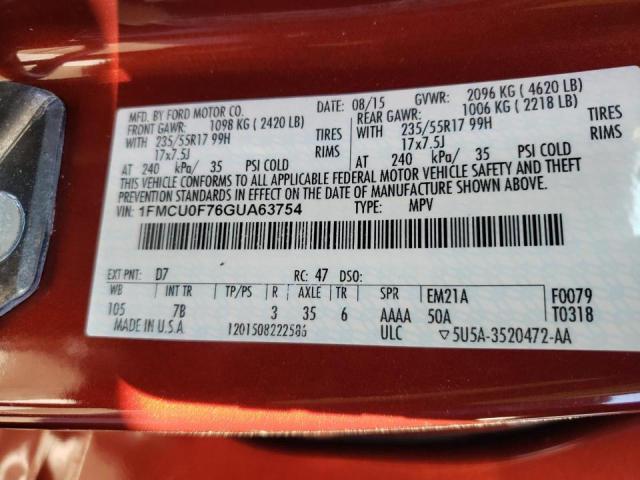 MFD. BY FORD MOTOR CO.
DATE: 08/15 GVWR: 2096 KG ( 4620 LB)
FRONT GAWR: 1098 KG ( 2420 LB) REAR GAWR: 1006 KG ( 2218 LB)
WITH 235/55R17 99H TIRES WITH 235/55R17 99H TIRES
17x7.5J RIMS 17x7.5J RIMS
AT 240 kPa/ 35 PSI COLD AT 240 kPa/ 35 PSI COLD
THIS VEHICLE CONFORMS TO ALL APPLICABLE FEDERAL MOTOR VEHICLE SAFETY AND THEFT
PREVENTION STANDARDS IN EFFECT ON THE DATE OF MANUFACTURE SHOWN ABOVE.
VIN: 1FMCU0F76GUA63754 TYPE: MPV
EXT PNT: D7 RC: 47 DSO:
WB INT TR TP/PS R AXLE TR SPR EM21A F0079
105 7B 3 35 6 AAAA 50A T0318
MADE IN U.S.A. 1201508222586 ULC ▽5U5A-3520472-AA